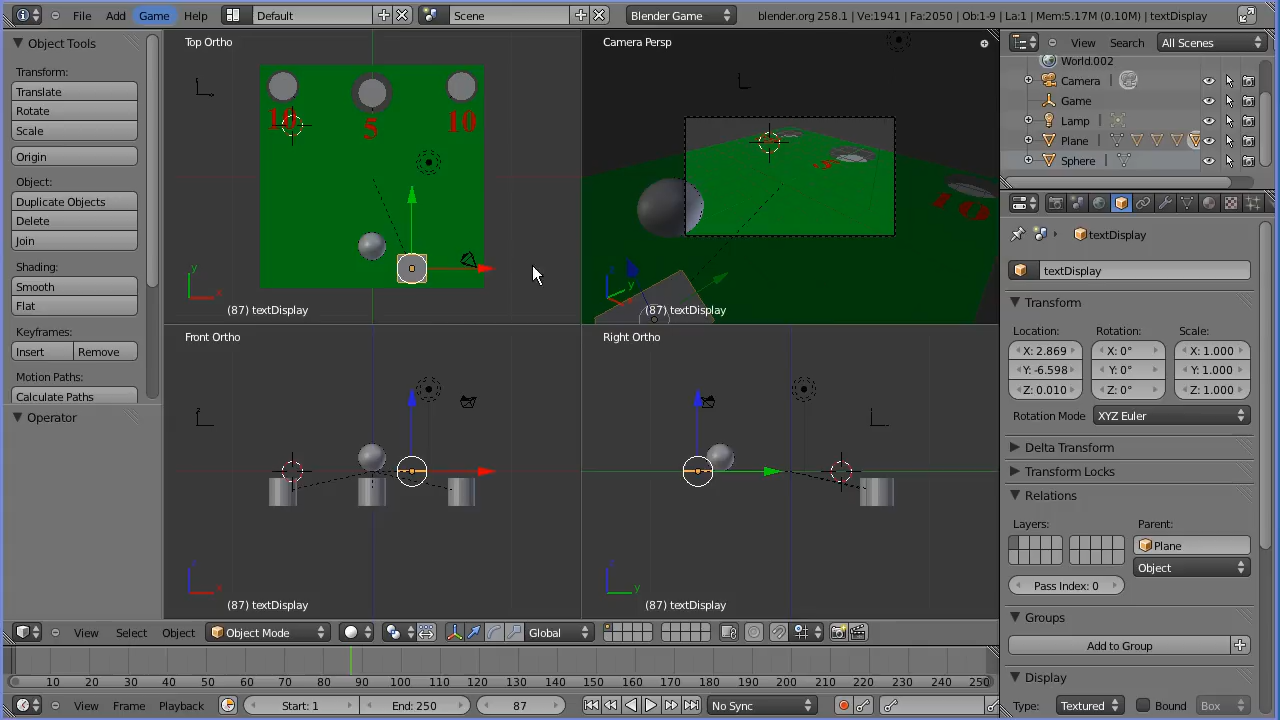 File Add Game Help Default Scene Blender Game blender.org 258.1 | Ve:1941 | Fa:2050 | Ob:1-9 | La:1 | Mem:5.17M (0.10M) | textDisplay
Object Tools
Transform:
Translate
Rotate
Scale
Origin
Object:
Duplicate Objects
Delete
Join
Shading:
Smooth
Flat
Keyframes:
Insert Remove
Motion Paths:
Calculate Paths
Operator
Top Ortho
10 5 10
y
x
(87) textDisplay
Camera Persp
10
y
(87) textDisplay
Front Ortho
z
x
(87) textDisplay
Right Ortho
z
y
(87) textDisplay
View Select Object Object Mode Global
10 20 30 40 50 60 70 80 90 100 110 120 130 140 150 160 170 180 190 200 210 220 230 240 250
View Frame Playback Start: 1 End: 250 87 No Sync
View Search All Scenes
World.002
Camera
Game
Lamp
Plane
Sphere
textDisplay
textDisplay
Transform
Location: Rotation: Scale:
X: 2.869 X: 0° X: 1.000
Y: -6.598 Y: 0° Y: 1.000
Z: 0.010 Z: 0° Z: 1.000
Rotation Mode XYZ Euler
Delta Transform
Transform Locks
Relations
Layers: Parent:
Plane
Object
Pass Index: 0
Groups
Add to Group
Display
Type: Textured Bound Box